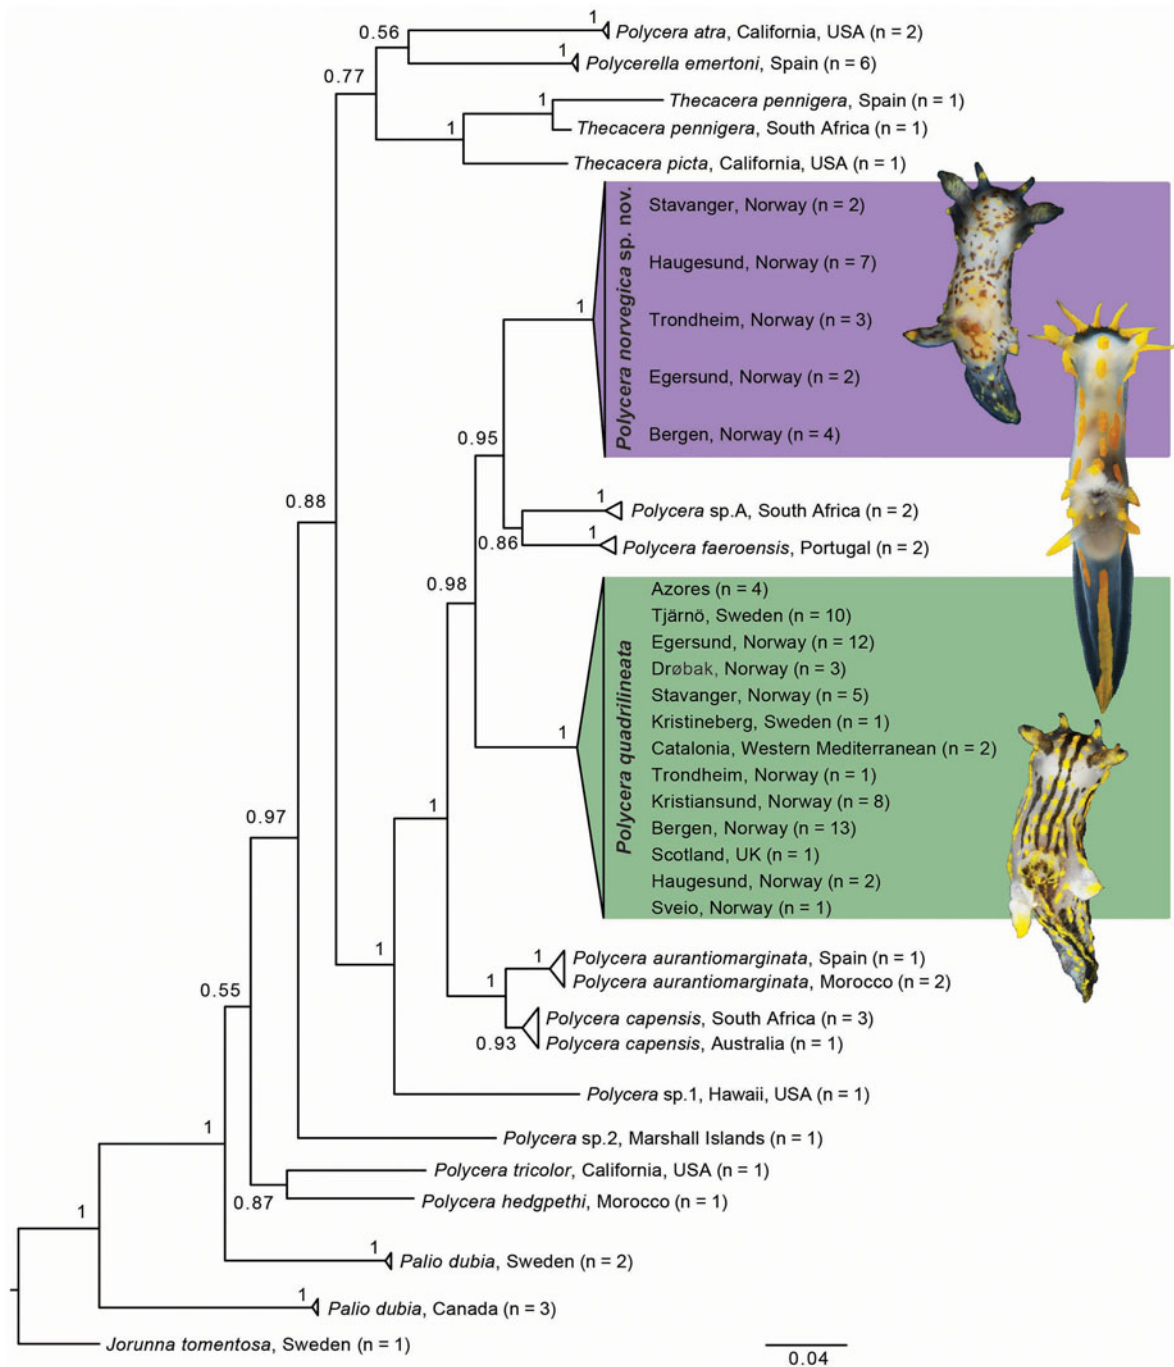 1
Polycera atra, California, USA (n = 2)
0.56
1
Polycerella emertoni, Spain (n = 6)
0.77
1
Thecacera pennigera, Spain (n = 1)
1
Thecacera pennigera, South Africa (n = 1)
Thecacera picta, California, USA (n = 1)
Polycera norvegica sp. nov.
1
Stavanger, Norway (n = 2)
Haugesund, Norway (n = 7)
Trondheim, Norway (n = 3)
Egersund, Norway (n = 2)
Bergen, Norway (n = 4)
0.95
0.88
1
Polycera sp.A, South Africa (n = 2)
0.86
1
Polycera faeroensis, Portugal (n = 2)
0.98
Polycera quadrilineata
1
Azores (n = 4)
Tjärnö, Sweden (n = 10)
Egersund, Norway (n = 12)
Drøbak, Norway (n = 3)
Stavanger, Norway (n = 5)
Kristineberg, Sweden (n = 1)
Catalonia, Western Mediterranean (n = 2)
Trondheim, Norway (n = 1)
Kristiansund, Norway (n = 8)
Bergen, Norway (n = 13)
Scotland, UK (n = 1)
Haugesund, Norway (n = 2)
Sveio, Norway (n = 1)
1
0.97
1
1
1
Polycera aurantiomarginata, Spain (n = 1)
Polycera aurantiomarginata, Morocco (n = 2)
0.55
0.93
Polycera capensis, South Africa (n = 3)
Polycera capensis, Australia (n = 1)
Polycera sp.1, Hawaii, USA (n = 1)
1
Polycera sp.2, Marshall Islands (n = 1)
Polycera tricolor, California, USA (n = 1)
0.87
Polycera hedgpethi, Morocco (n = 1)
1
1
Palio dubia, Sweden (n = 2)
1
Palio dubia, Canada (n = 3)
Jorunna tomentosa, Sweden (n = 1)
0.04